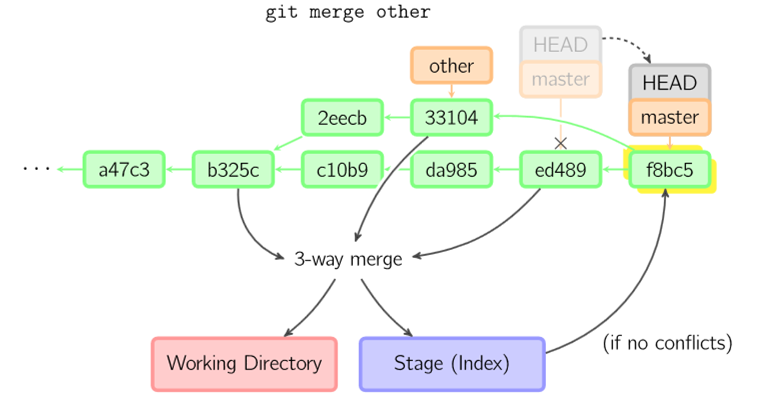 git merge other
HEAD
other
HEAD
master
master
2eecb
33104
··· a47c3 b325c c10b9 da985 ed489 f8bc5
3-way merge
(if no conflicts)
Working Directory
Stage (Index)